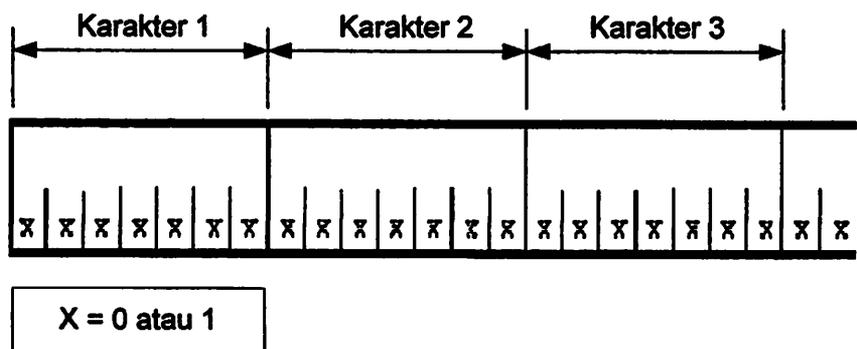 Karakter 1 Karakter 2 Karakter 3
X X X X X X X X X X X X X X X X X X X X X X X
X = 0 atau 1